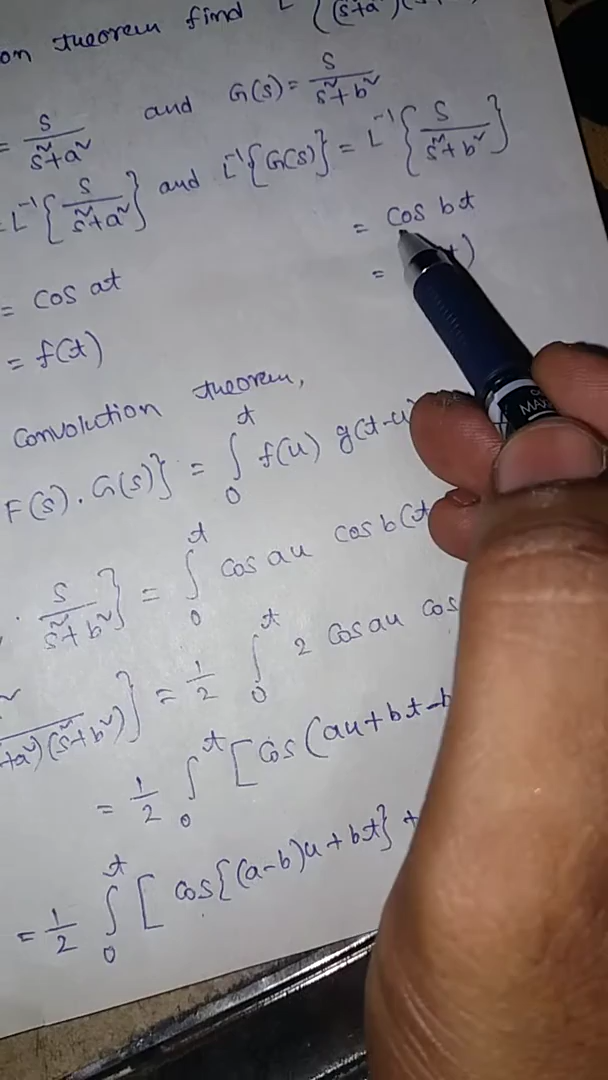 on theorem find L⁻¹ {
= s/(s²+a²) and G(s) = s/(s²+b²)
= L⁻¹{s/(s²+a²)} and L⁻¹{G(s)} = L⁻¹{s/(s²+b²)}
= cos bt
= t)
= cos at
= f(t)
Convolution theorem,
F(s). G(s)} = ∫₀ᵗ f(u) g(t-u)
. s/(s²+b²)} = ∫₀ᵗ cos au cos b(t
+a²)(s²+b²)} = 1/2 ∫₀ᵗ 2 cos au cos
= 1/2 ∫₀ᵗ [cos (au+bt-b
= 1/2 ∫₀ᵗ [ cos{(a-b)u+bt} +
MAX